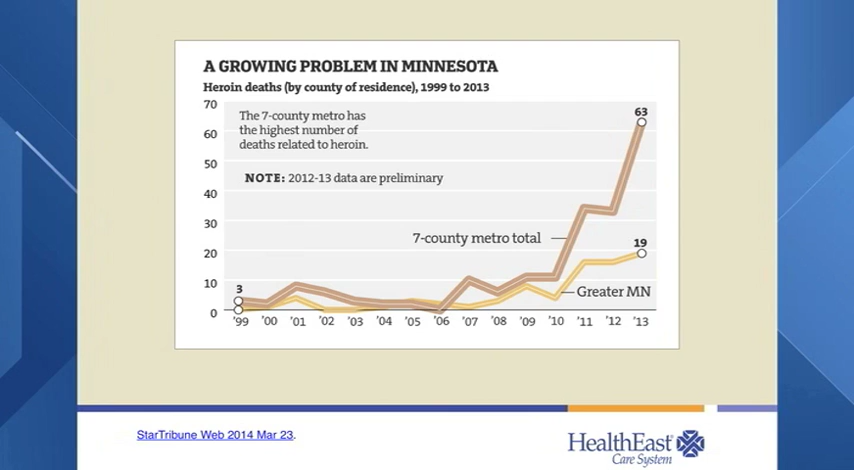 A GROWING PROBLEM IN MINNESOTA
Heroin deaths (by county of residence), 1999 to 2013
70
60
50
40
30
20
10
0
The 7-county metro has
the highest number of
deaths related to heroin.
NOTE: 2012-13 data are preliminary
63
7-county metro total
19
3
Greater MN
'99 '00 '01 '02 '03 '04 '05 '06 '07 '08 '09 '10 '11 '12 '13
StarTribune Web 2014 Mar 23.
HealthEast
Care System